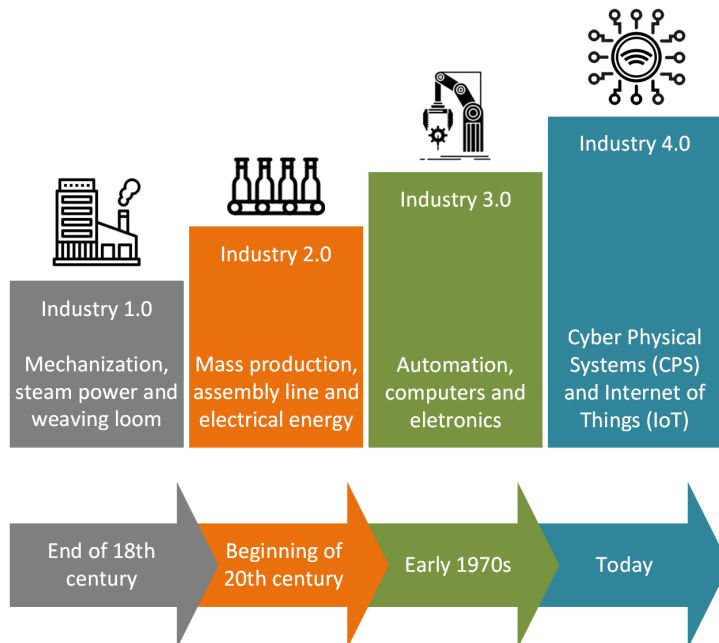 Industry 1.0
Mechanization,
steam power and
weaving loom
Industry 2.0
Mass production,
assembly line and
electrical energy
Industry 3.0
Automation,
computers and
eletronics
Industry 4.0
Cyber Physical
Systems (CPS)
and Internet of
Things (IoT)
End of 18th
century
Beginning of
20th century
Early 1970s
Today